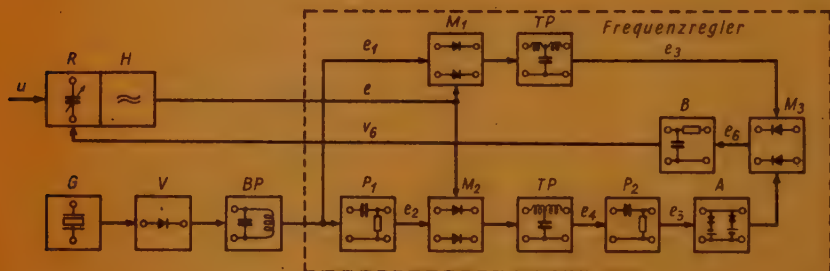 M₁ TP Frequenzregler
e₁ e₃
R H
u e B M₃
v₆ e₆
G V BP P₁ M₂ TP P₂ A
e₂ e₄ e₅